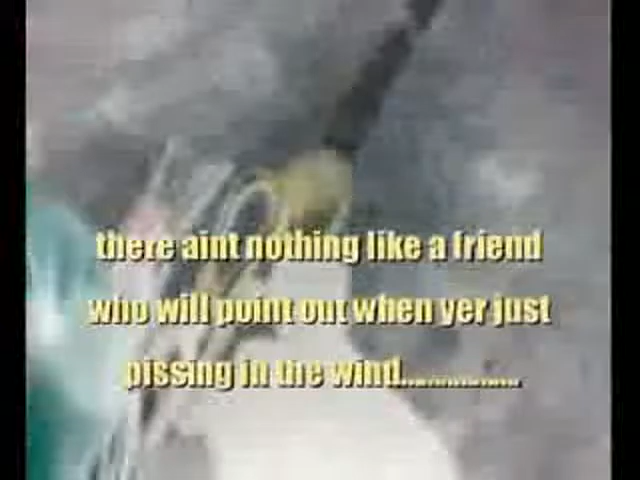 there aint nothing like a friend
who will point out when yer just
pissing in the wind..................